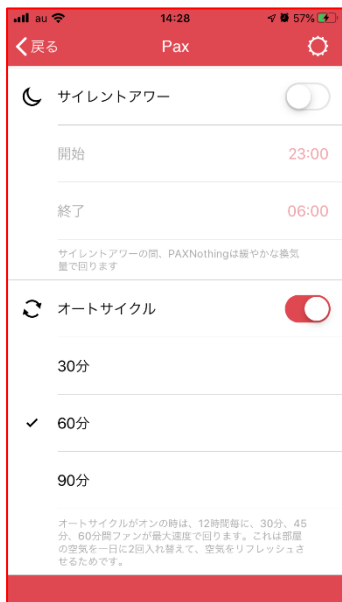 au 14:28 57%
戻る Pax
サイレントアワー
開始 23:00
終了 06:00
サイレントアワーの間、PAXNothingは緩やかな換気
量で回ります
オートサイクル
30分
60分
90分
オートサイクルがオンの時は、12時間毎に、30分、45
分、60分間ファンが最大速度で回ります。これは部屋
の空気を一日に2回入れ替えて、空気をリフレッシュさ
せるためです。